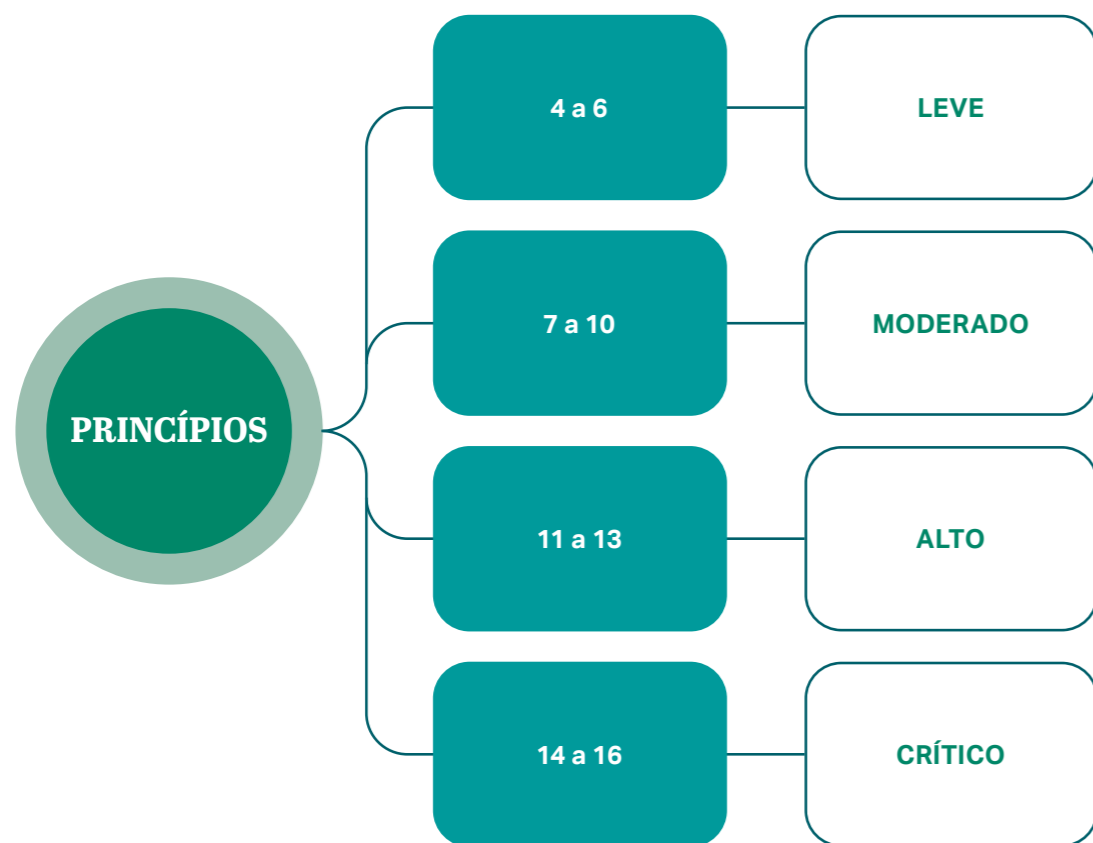 PRINCÍPIOS
4 a 6
LEVE
7 a 10
MODERADO
11 a 13
ALTO
14 a 16
CRÍTICO